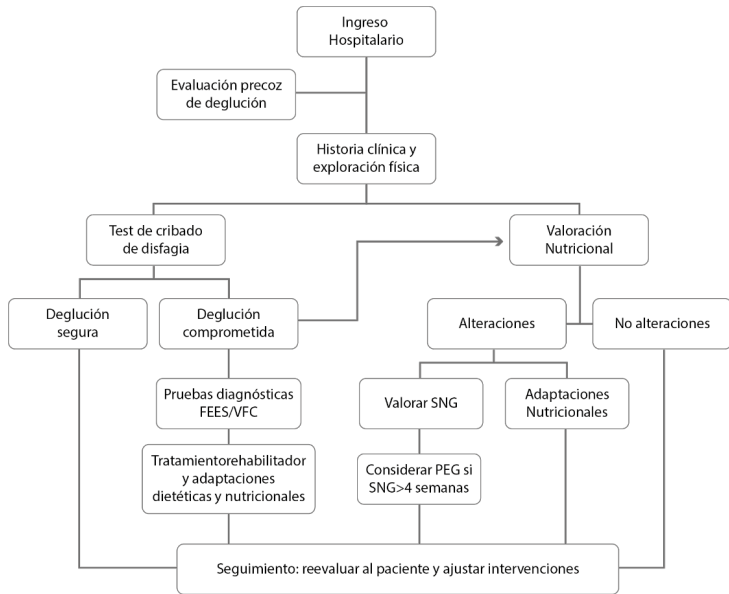 Ingreso
Hospitalario
Evaluación precoz
de deglución
Historia clínica y
exploración física
Test de cribado
de disfagia
Valoración
Nutricional
Deglución
segura
Deglución
comprometida
Alteraciones
No alteraciones
Pruebas diagnósticas
FEES/VFC
Valorar SNG
Adaptaciones
Nutricionales
Tratamientorehabilitador
y adaptaciones
dietéticas y nutricionales
Considerar PEG si
SNG>4 semanas
Seguimiento: reevaluar al paciente y ajustar intervenciones